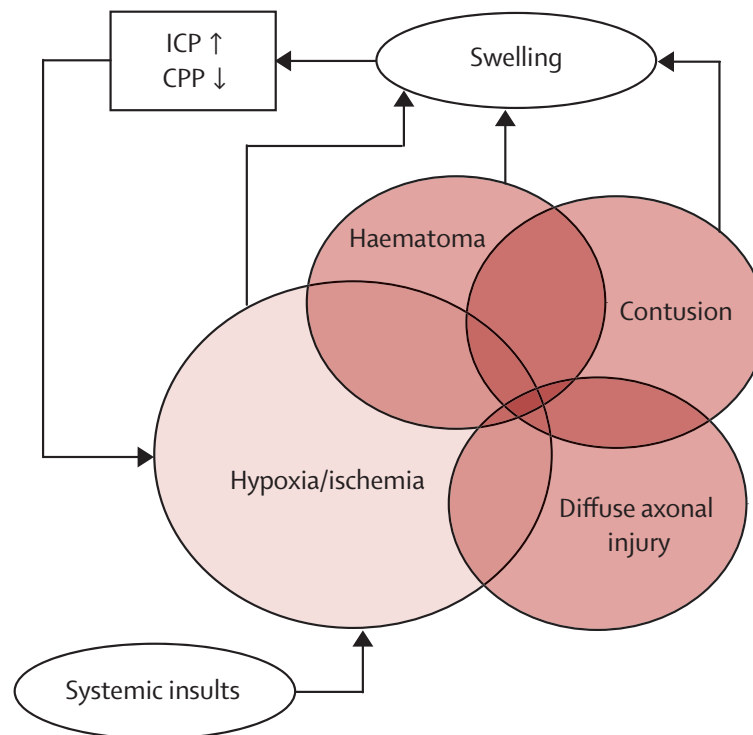 ICP ↑
CPP ↓
Swelling
Haematoma
Contusion
Hypoxia/ischemia
Diffuse axonal
injury
Systemic insults